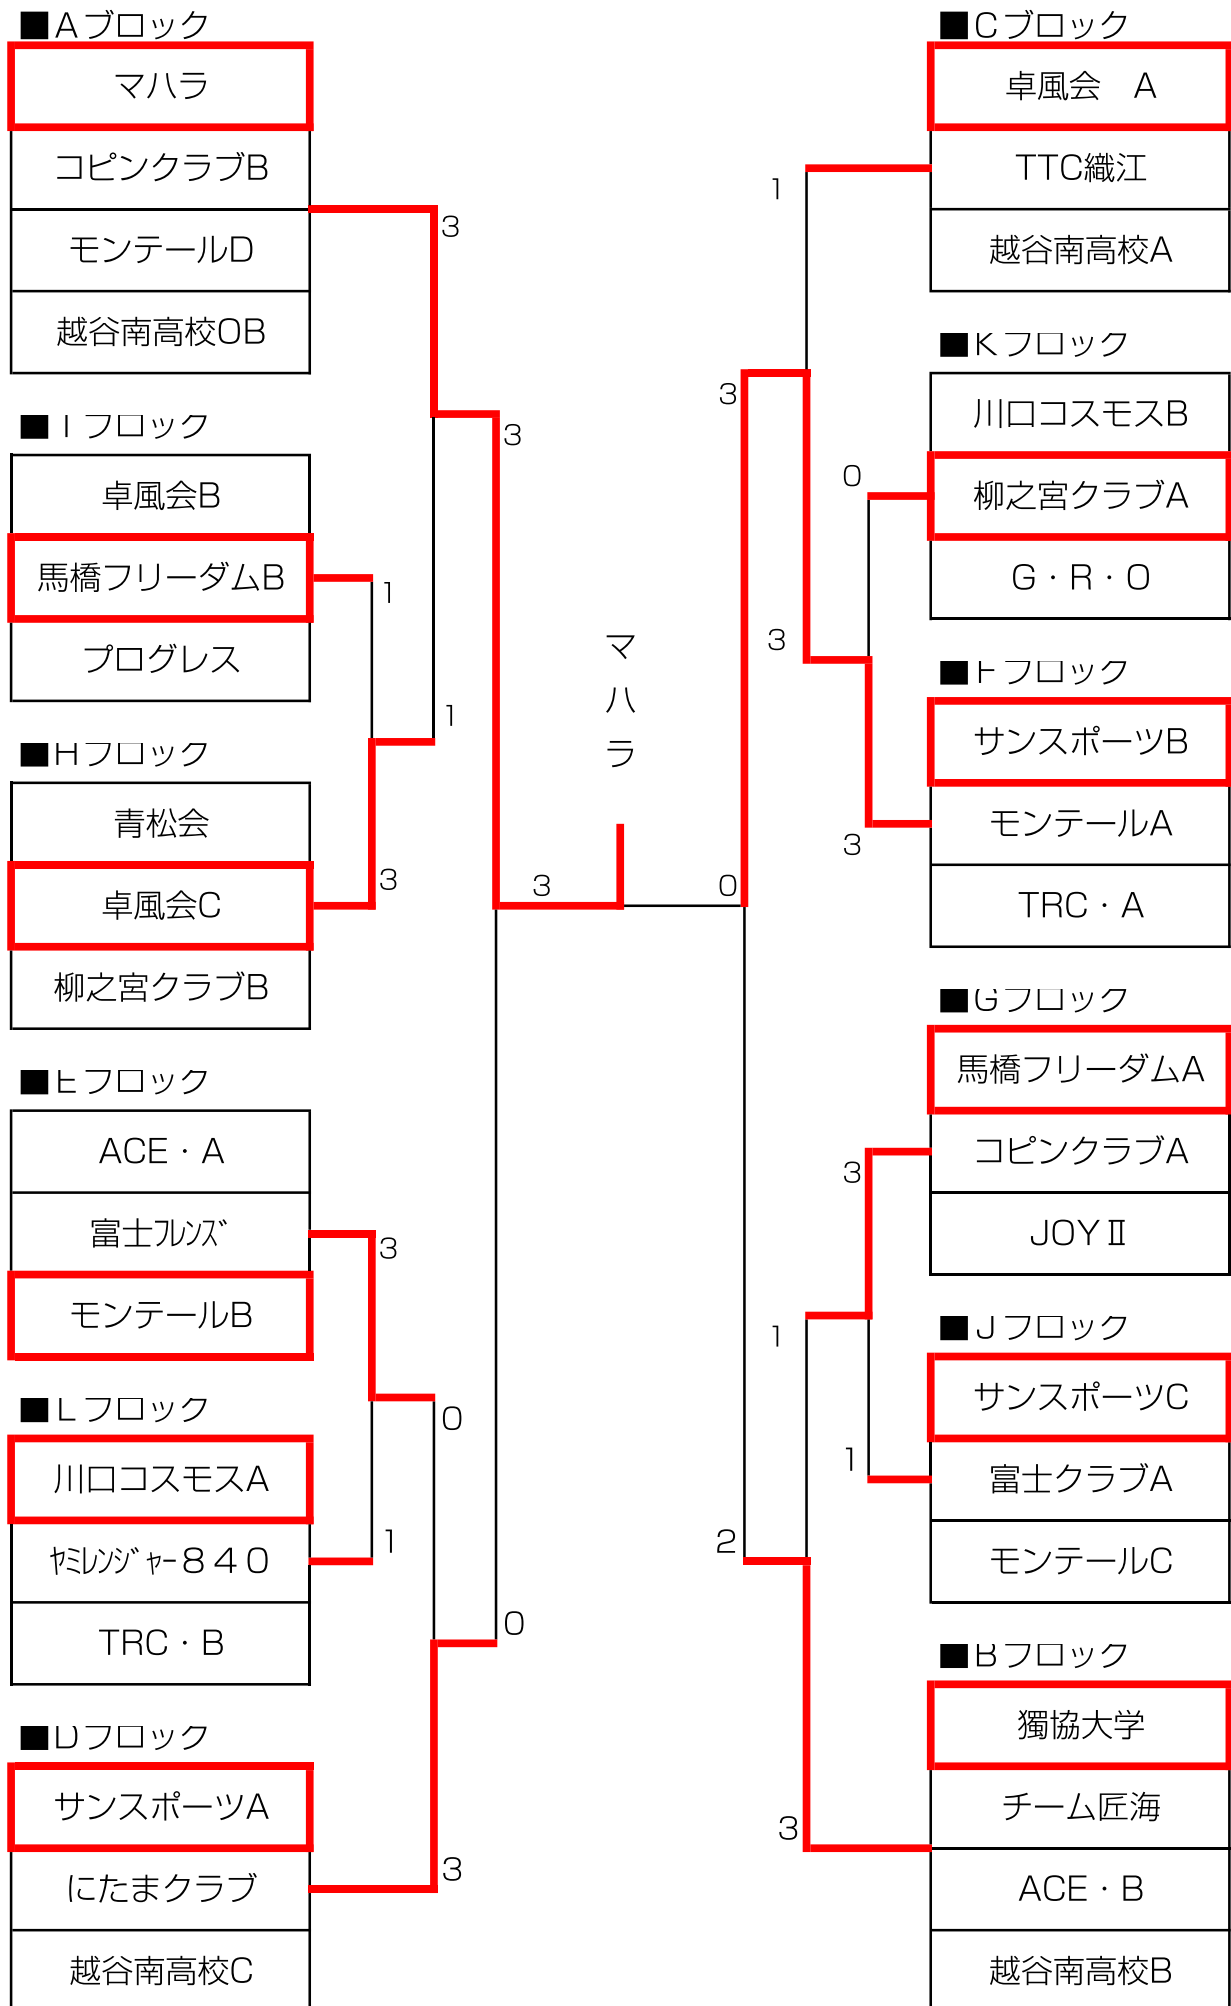 ■Aブロック
マハラ
コピンクラブB
モンテールD
越谷南高校OB
3
■Iブロック
卓風会B
馬橋フリーダムB
プログレス
1
3
■Hブロック
青松会
卓風会C
柳之宮クラブB
3
1
■Eブロック
ACE・A
富士フレンズ
モンテールB
3
■Lブロック
川口コスモスA
ヤミレンジャー840
TRC・B
1
0
■Dブロック
サンスポーツA
にたまクラブ
越谷南高校C
3
0
マハラ
3
0
■Cブロック
卓風会 A
TTC織江
越谷南高校A
1
■Kブロック
川口コスモスB
柳之宮クラブA
G・R・O
0
3
■Fブロック
サンスポーツB
モンテールA
TRC・A
3
3
■Gブロック
馬橋フリーダムA
コピンクラブA
JOYⅡ
3
■Jブロック
サンスポーツC
富士クラブA
モンテールC
1
1
■Bブロック
獨協大学
チーム匠海
ACE・B
越谷南高校B
3
2